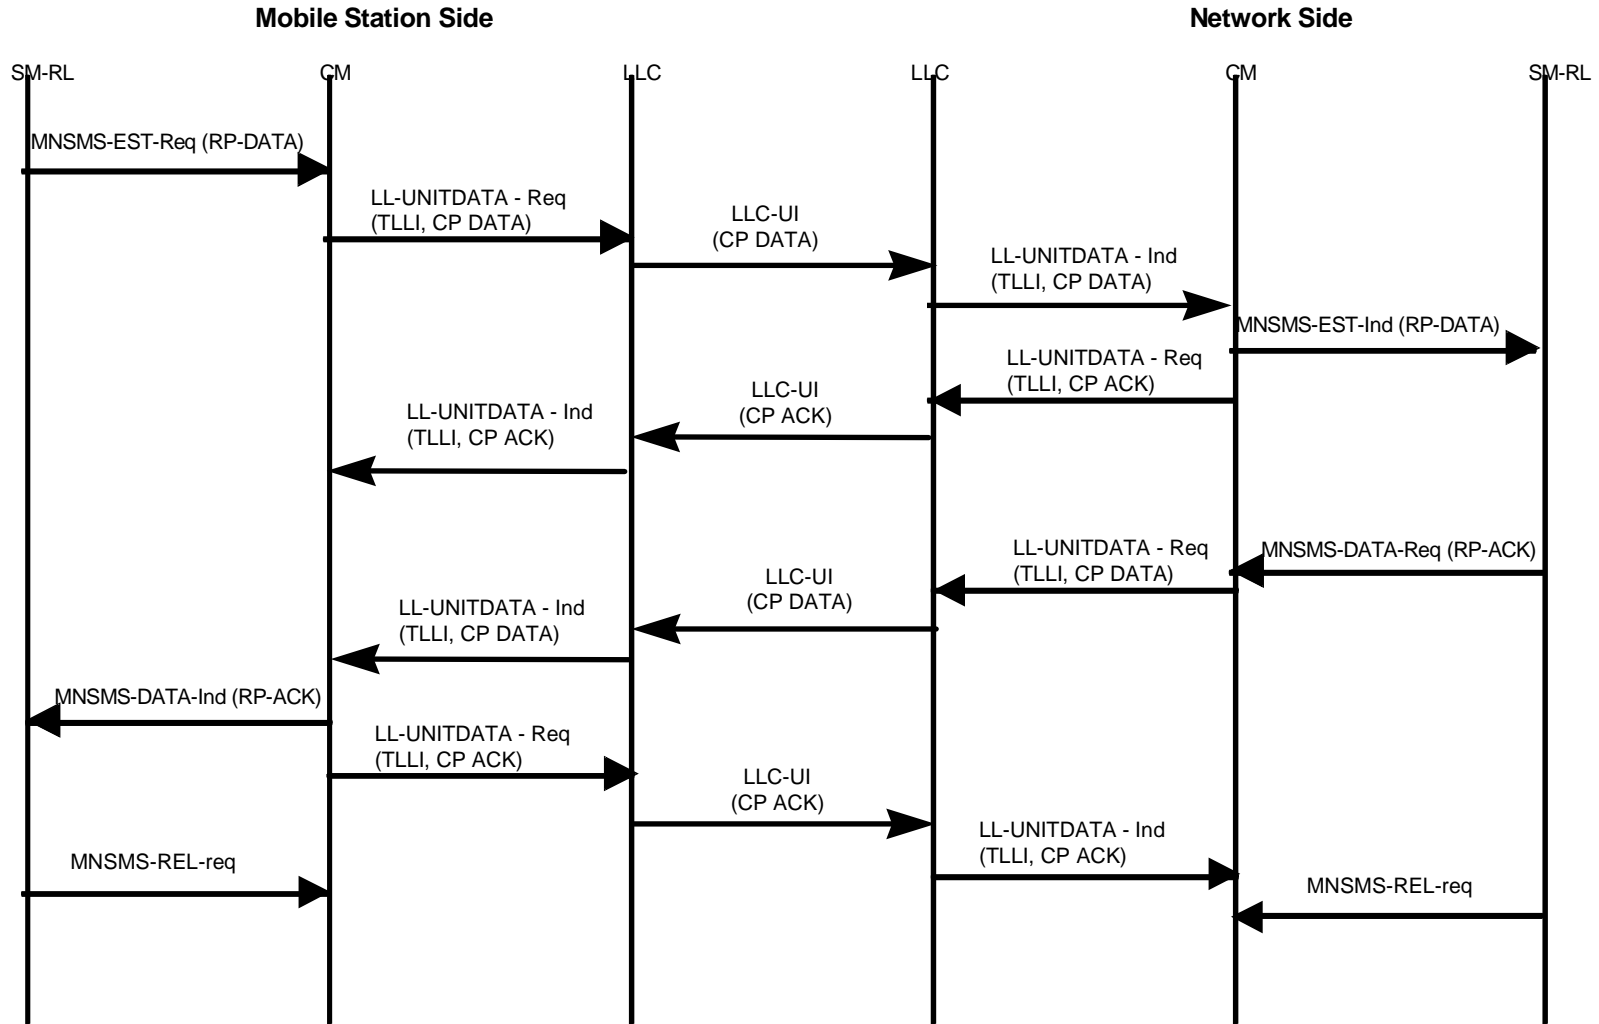 Mobile Station Side
Network Side
SM-RL
CM
LLC
LLC
CM
SM-RL
MNSMS-EST-Req (RP-DATA)
LL-UNITDATA - Req
(TLLI, CP DATA)
LLC-UI
(CP DATA)
LL-UNITDATA - Ind
(TLLI, CP DATA)
MNSMS-EST-Ind (RP-DATA)
LL-UNITDATA - Req
(TLLI, CP ACK)
LLC-UI
(CP ACK)
LL-UNITDATA - Ind
(TLLI, CP ACK)
MNSMS-DATA-Req (RP-ACK)
LL-UNITDATA - Req
(TLLI, CP DATA)
LLC-UI
(CP DATA)
LL-UNITDATA - Ind
(TLLI, CP DATA)
MNSMS-DATA-Ind (RP-ACK)
LL-UNITDATA - Req
(TLLI, CP ACK)
LLC-UI
(CP ACK)
LL-UNITDATA - Ind
(TLLI, CP ACK)
MNSMS-REL-req
MNSMS-REL-req